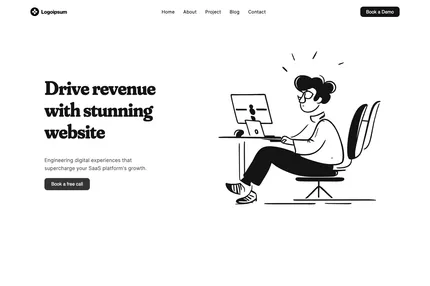 Logoipsum
Home About Project Blog Contact
Book a Demo
Drive revenue
with stunning
website
Engineering digital experiences that
supercharge your SaaS platform's growth.
Book a free call